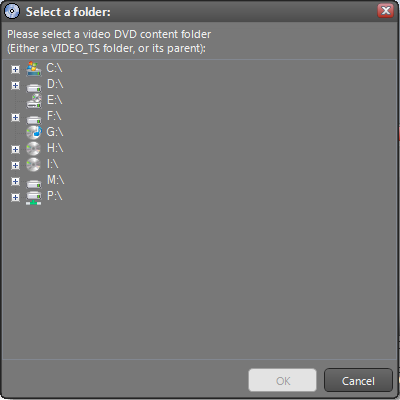 Select a folder:
Please select a video DVD content folder
(Either a VIDEO_TS folder, or its parent):
C:\
D:\
E:\
F:\
G:\
H:\
I:\
M:\
P:\
OK
Cancel